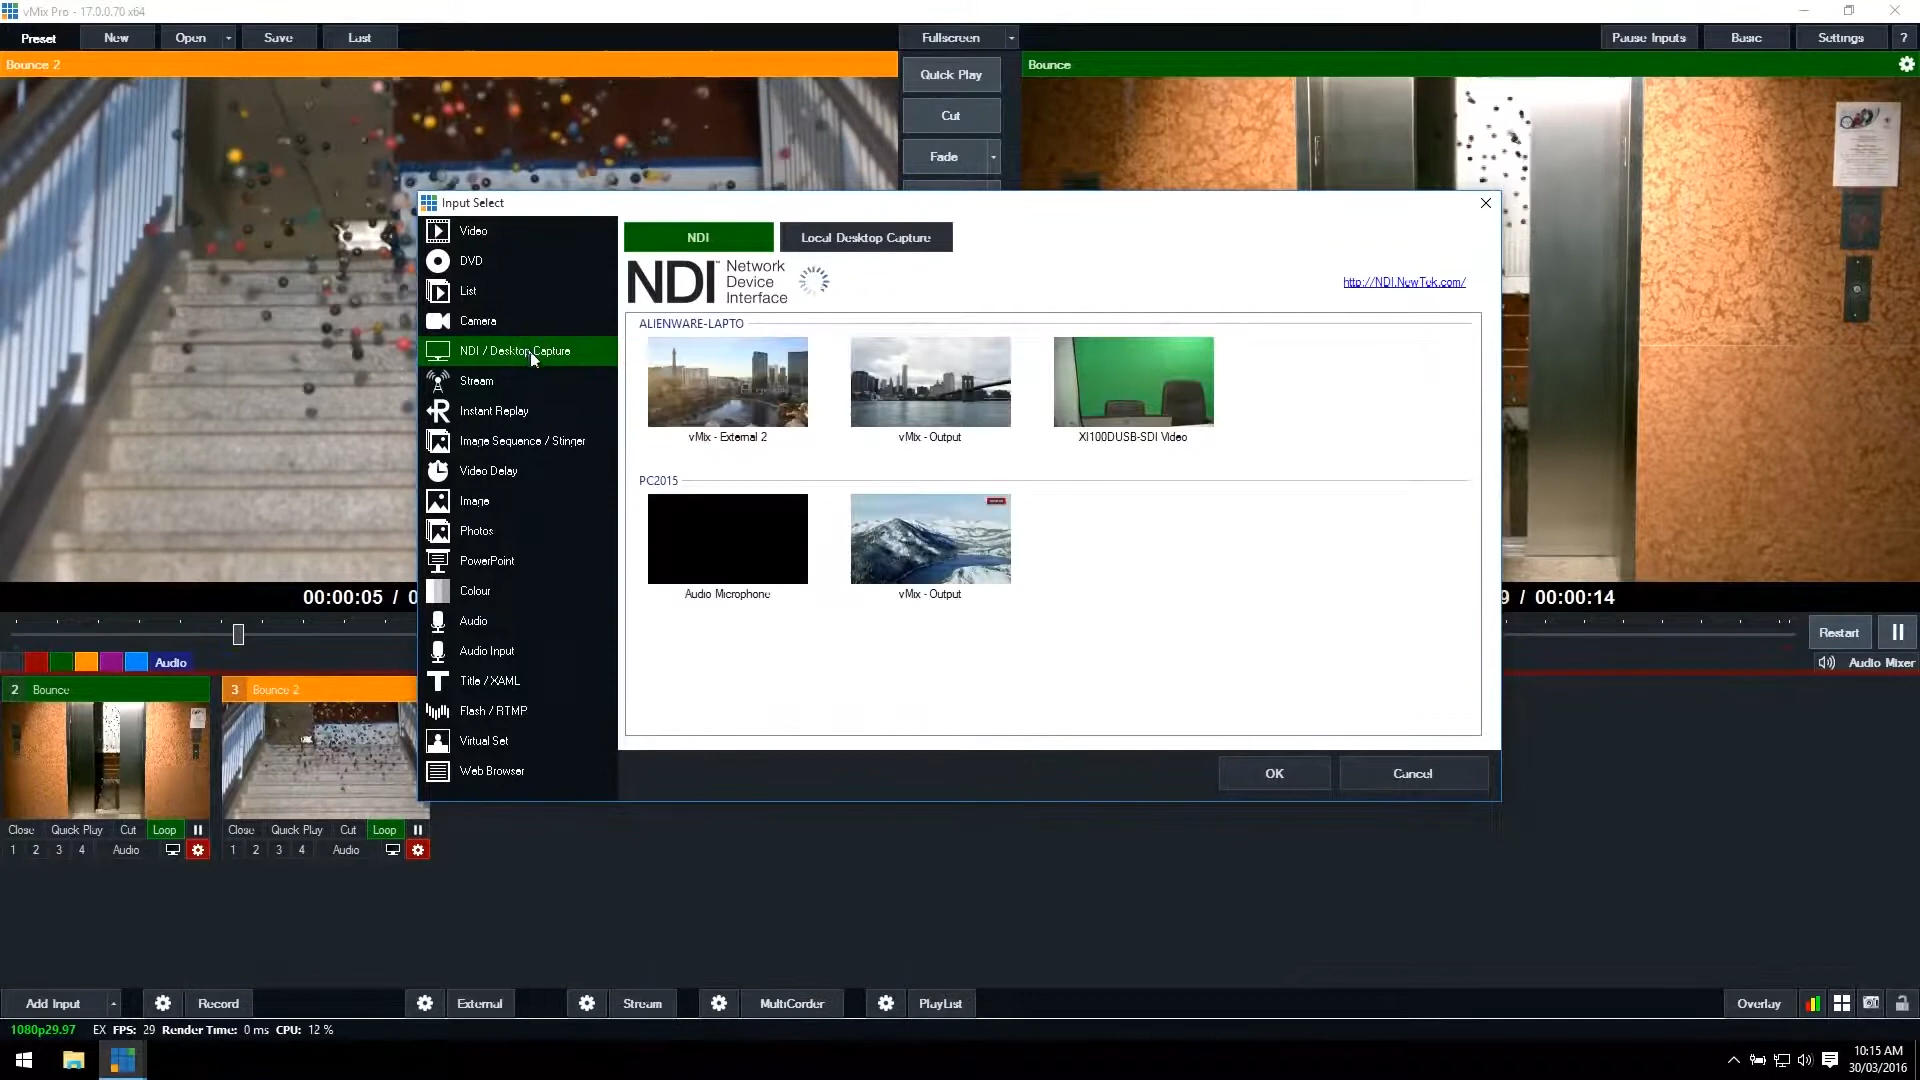 vMix Pro - 17.0.0.70 x64
Preset New Open Save Last Fullscreen Pause Inputs Basic Settings ?
Bounce 2
Quick Play
Cut
Fade
Bounce
Input Select
Video
DVD
List
Camera
NDI / Desktop Capture
Stream
Instant Replay
Image Sequence / Stinger
Video Delay
Image
Photos
PowerPoint
Colour
Audio
Audio Input
Title / XAML
Flash / RTMP
Virtual Set
Web Browser
NDI Local Desktop Capture
NDI™ Network
Device
Interface
http://NDI.NewTek.com/
ALIENWARE-LAPTO
vMix - External 2 vMix - Output XI100DUSB-SDI Video
PC2015
Audio Microphone vMix - Output
OK Cancel
00:00:05 / 0
9 / 00:00:14
Restart
Audio
Audio Mixer
2 Bounce
Close Quick Play Cut Loop
1 2 3 4 Audio
3 Bounce 2
Close Quick Play Cut Loop
1 2 3 4 Audio
Add Input Record External Stream MultiCorder PlayList Overlay
1080p29.97 EX FPS: 29 Render Time: 0 ms CPU: 12 %
10:15 AM
30/03/2016